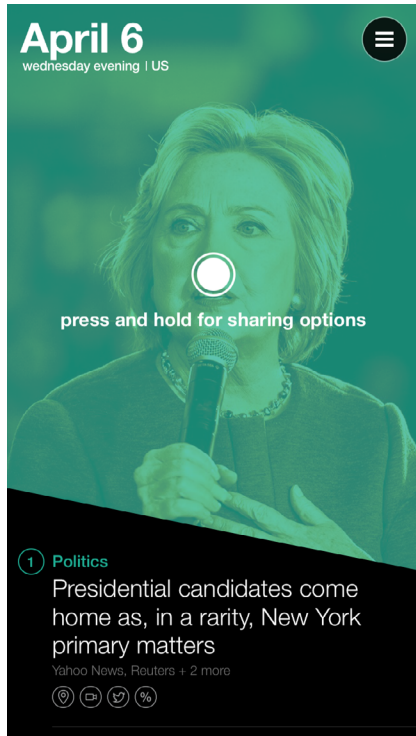 April 6
wednesday evening | US
press and hold for sharing options
1 Politics
Presidential candidates come
home as, in a rarity, New York
primary matters
Yahoo News, Reuters + 2 more
%